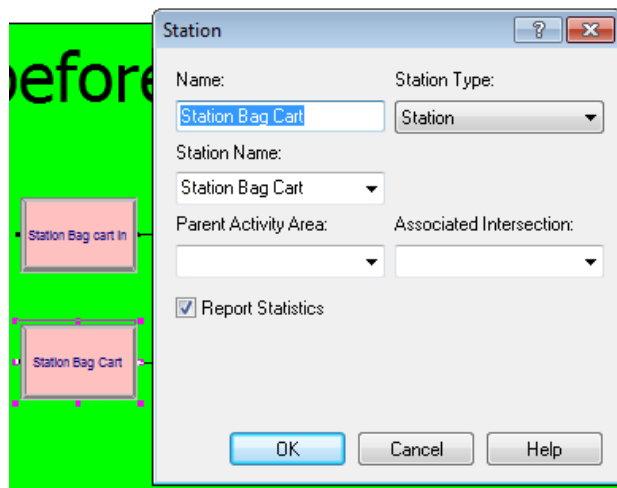 before
Station
Name:
Station Type:
Station Bag Cart
Station
Station Name:
Station Bag Cart
Parent Activity Area:
Associated Intersection:
Report Statistics
Station Bag cart In
Station Bag Cart
OK
Cancel
Help